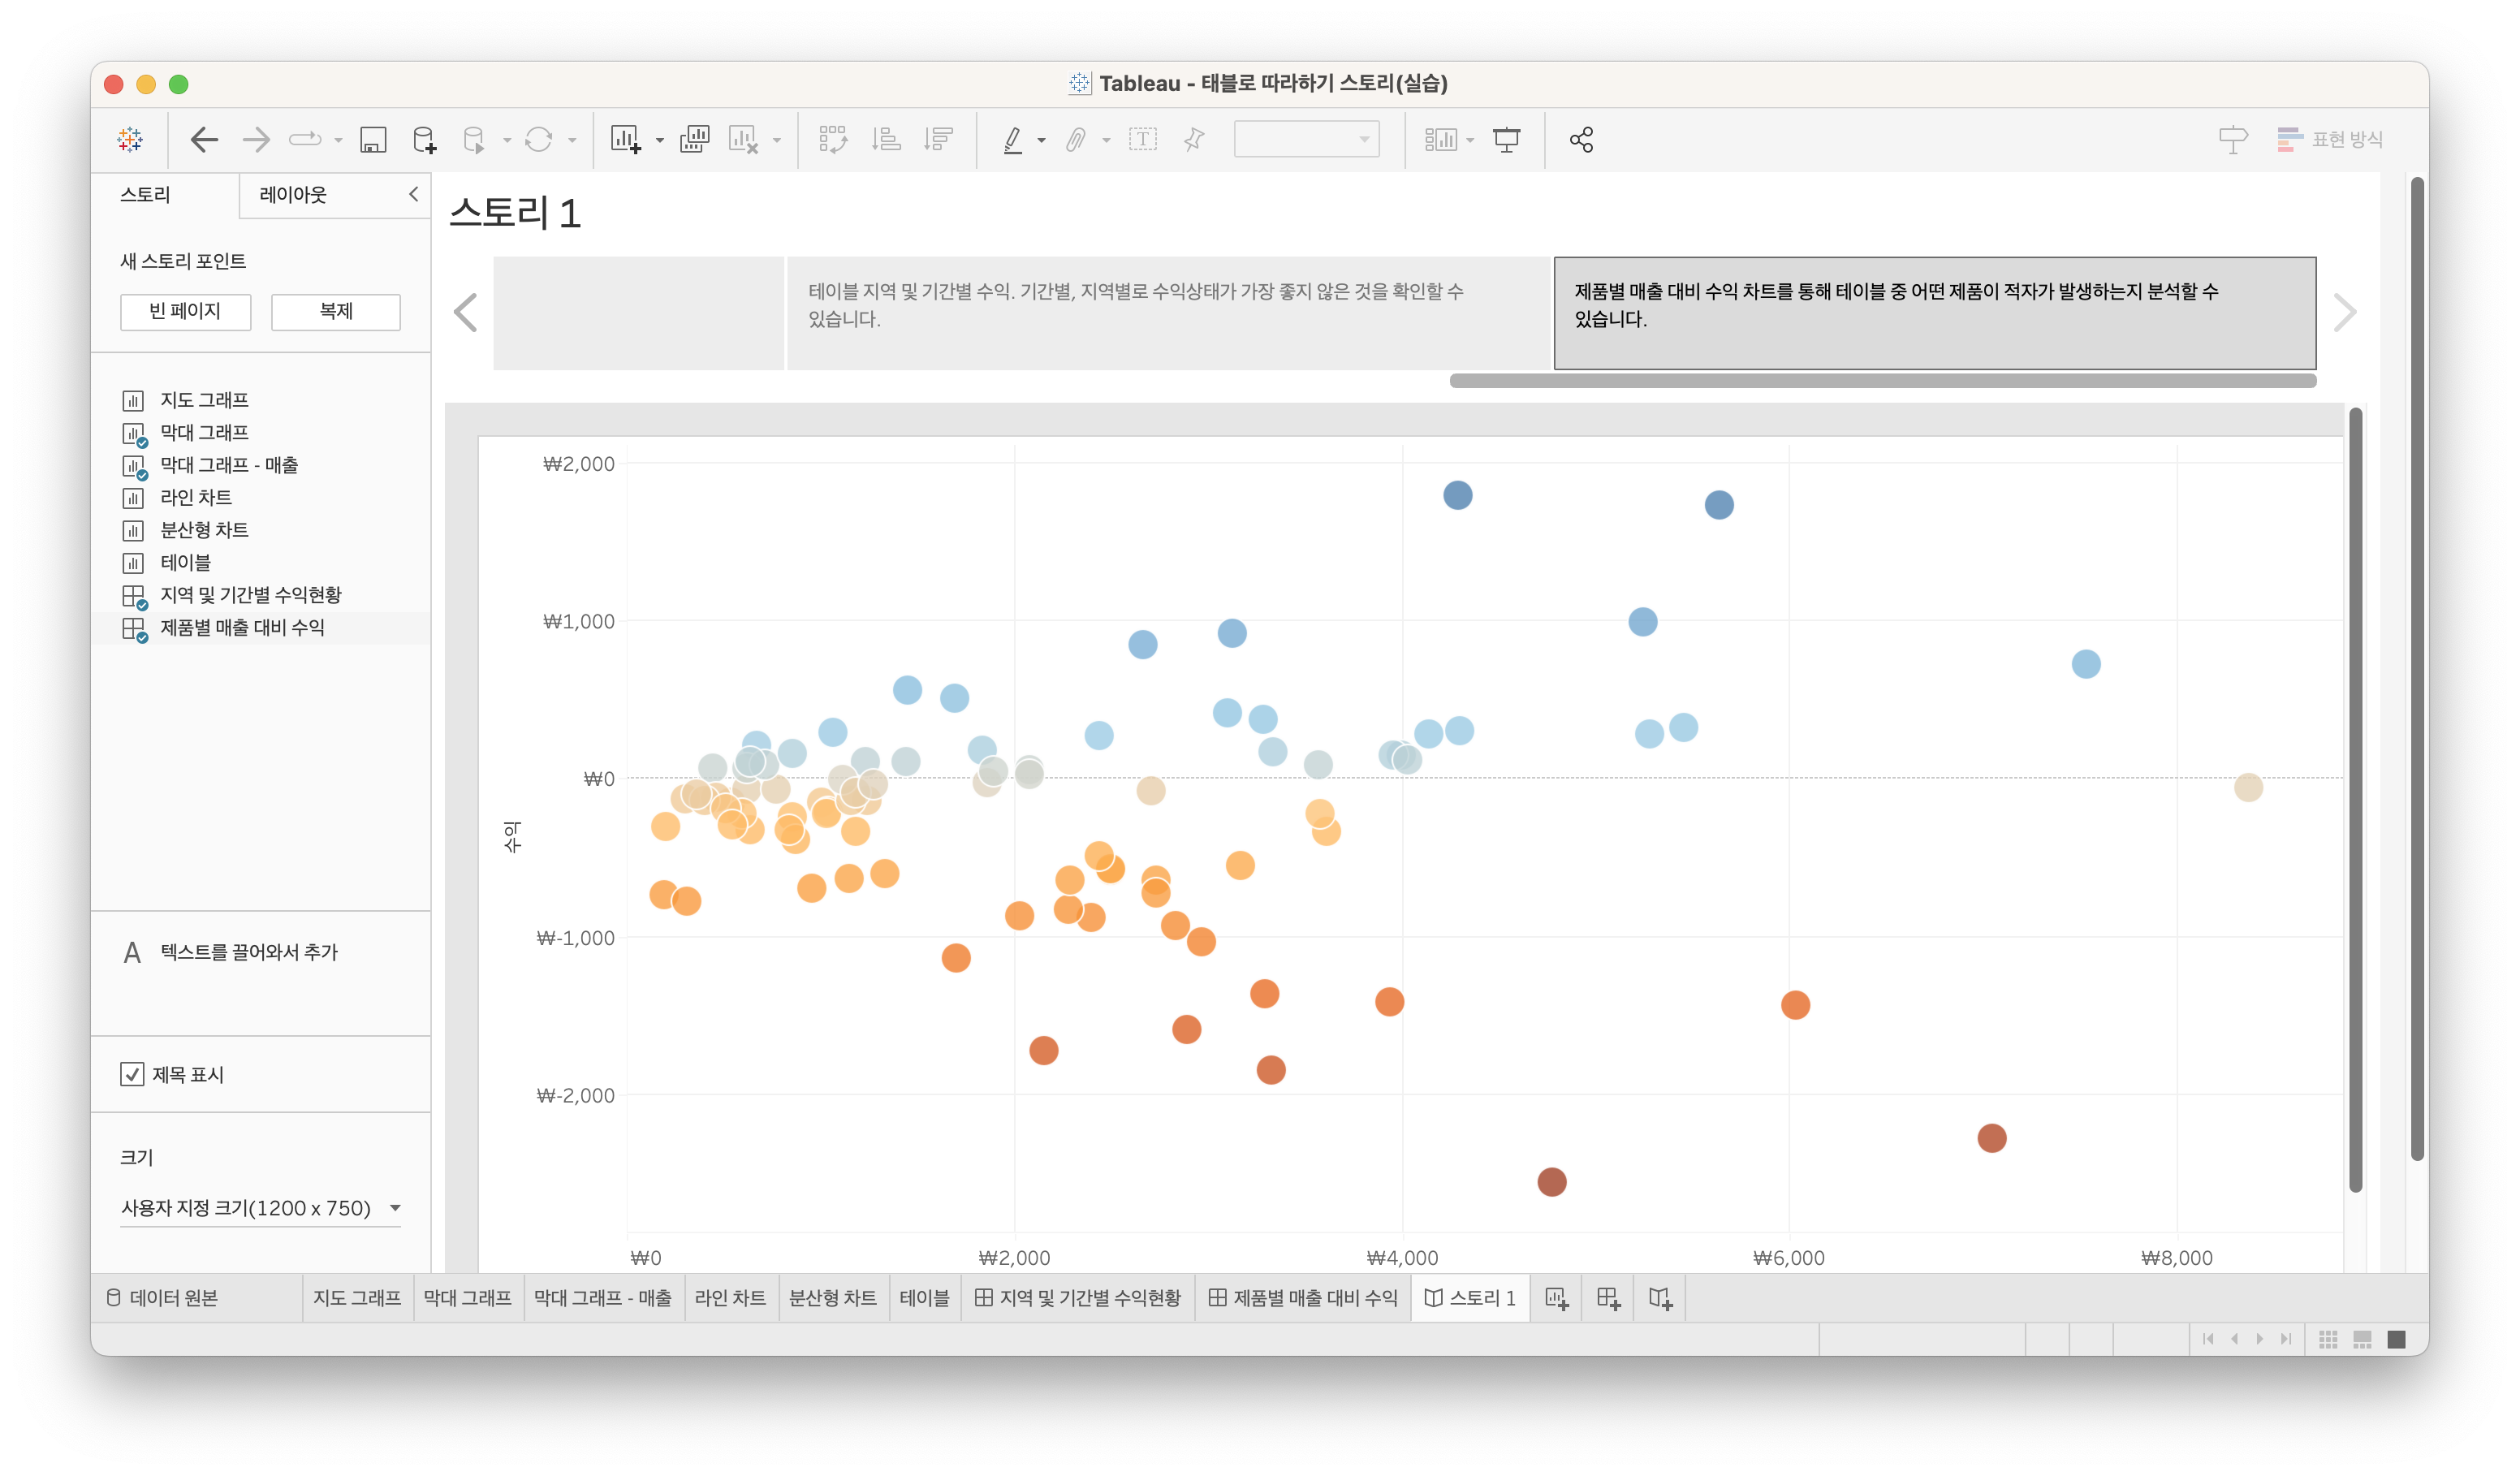 Tableau - 태블로 따라하기 스토리(실습)
표현 방식
스토리
레이아웃
새 스토리 포인트
빈 페이지
복제
지도 그래프
막대 그래프
막대 그래프 - 매출
라인 차트
분산형 차트
테이블
지역 및 기간별 수익현황
제품별 매출 대비 수익
A 텍스트를 끌어와서 추가
제목 표시
크기
사용자 지정 크기(1200 x 750)
스토리 1
테이블 지역 및 기간별 수익. 기간별, 지역별로 수익상태가 가장 좋지 않은 것을 확인할 수
있습니다.
제품별 매출 대비 수익 차트를 통해 테이블 중 어떤 제품이 적자가 발생하는지 분석할 수
있습니다.
₩2,000
₩1,000
₩0
₩-1,000
₩-2,000
수익
₩0
₩2,000
₩4,000
₩6,000
₩8,000
데이터 원본
지도 그래프
막대 그래프
막대 그래프 - 매출
라인 차트
분산형 차트
테이블
지역 및 기간별 수익현황
제품별 매출 대비 수익
스토리 1